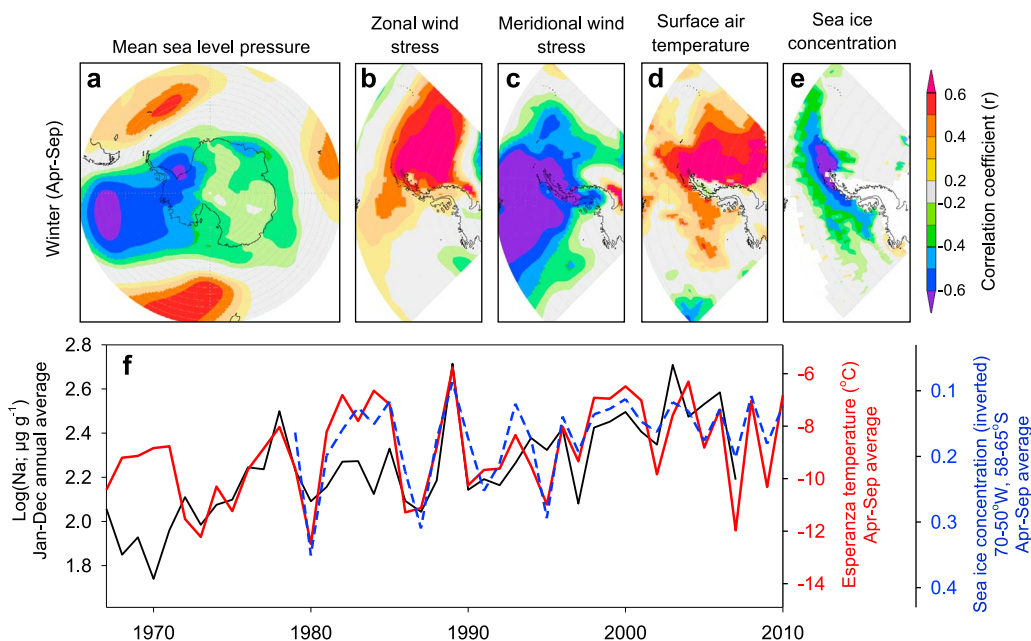 Mean sea level pressure
Zonal wind
stress
Meridional wind
stress
Surface air
temperature
Sea ice
concentration
Winter (Apr-Sep)
a
b
c
d
e
0.6
0.4
0.2
-0.2
-0.4
-0.6
Correlation coefficient (r)
f
Log(Na; µg g-1)
Jan-Dec annual average
2.8
2.6
2.4
2.2
2.0
1.8
1970
1980
1990
2000
2010
-6
-8
-10
-12
-14
Esperanza temperature (°C)
Apr-Sep average
0.1
0.2
0.3
0.4
Sea ice concentration (inverted)
70-50°W, 58-65°S
Apr-Sep average